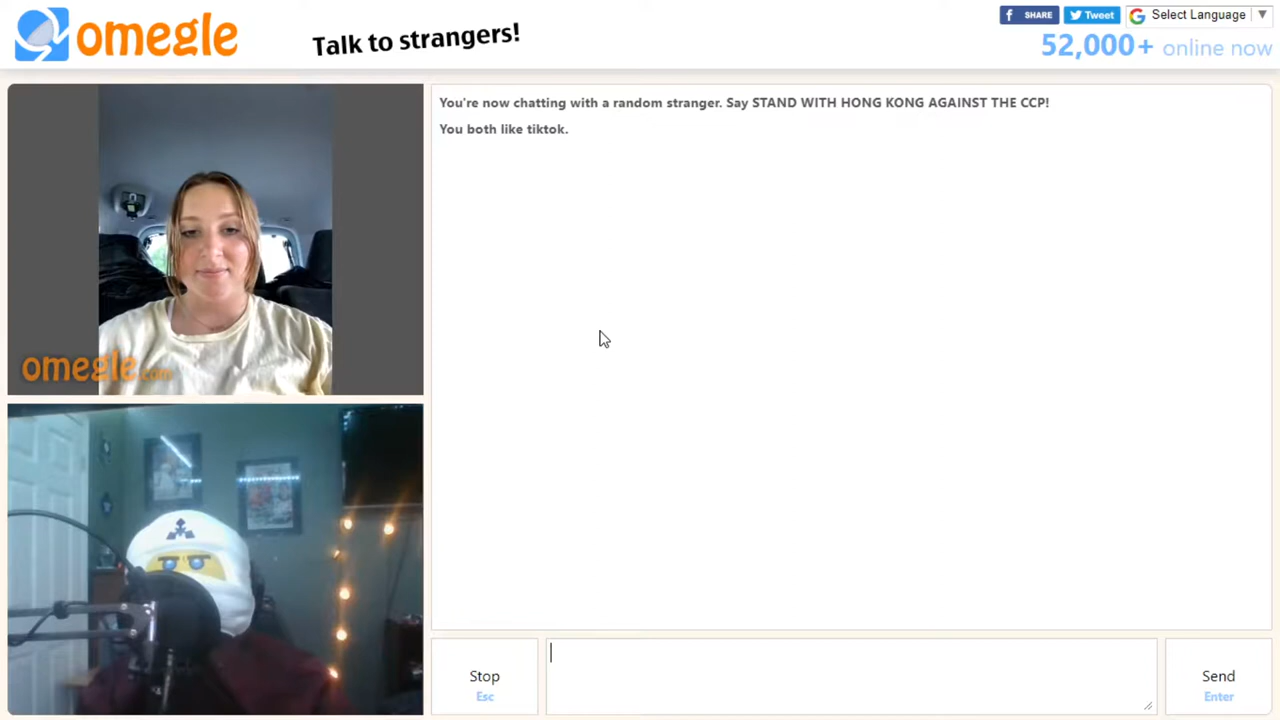 omegle
Talk to strangers!
SHARE
Tweet
Select Language
52,000+ online now
You're now chatting with a random stranger. Say STAND WITH HONG KONG AGAINST THE CCP!
You both like tiktok.
omegle.com
Stop
Esc
Send
Enter